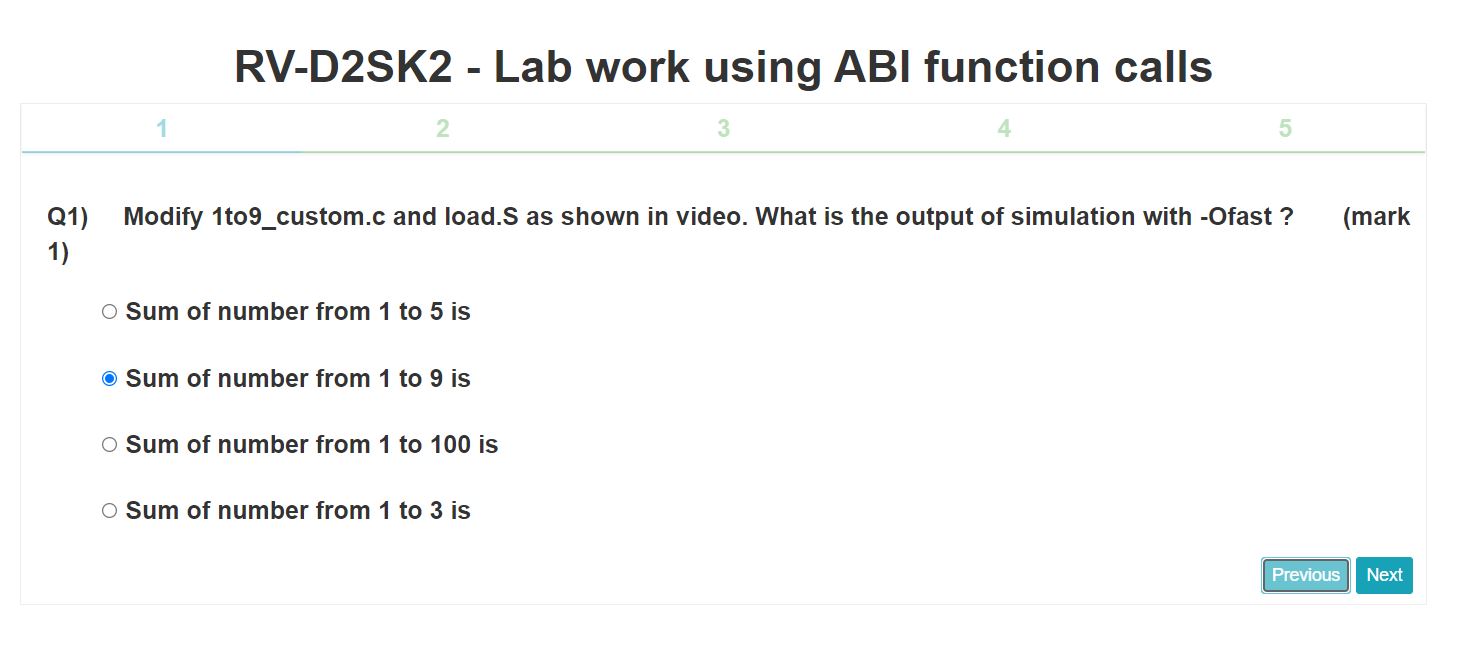 RV-D2SK2 - Lab work using ABI function calls
1 2 3 4 5
Q1) Modify 1to9_custom.c and load.S as shown in video. What is the output of simulation with -Ofast ? (mark
1)
Sum of number from 1 to 5 is
Sum of number from 1 to 9 is
Sum of number from 1 to 100 is
Sum of number from 1 to 3 is
Previous Next